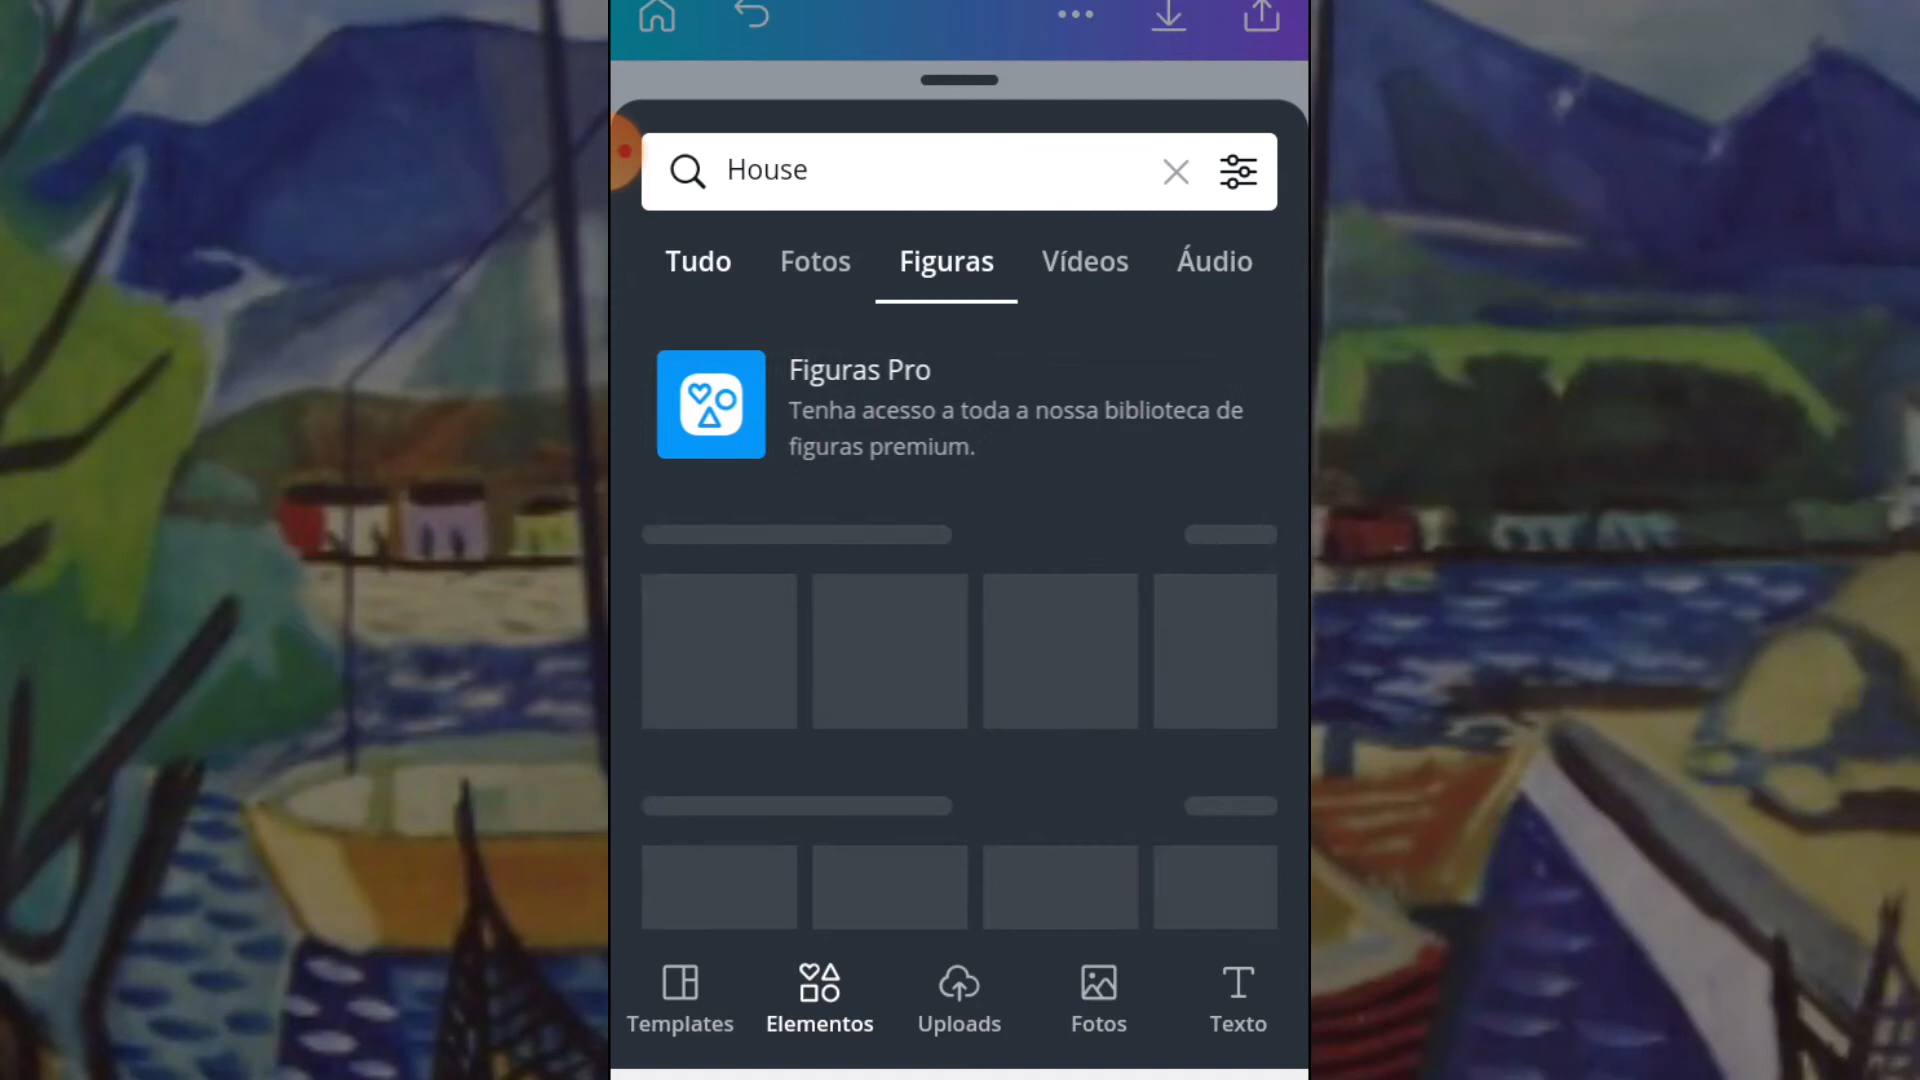 House
Tudo Fotos Figuras Vídeos Áudio
Figuras Pro
Tenha acesso a toda a nossa biblioteca de
figuras premium.
Templates Elementos Uploads Fotos Texto